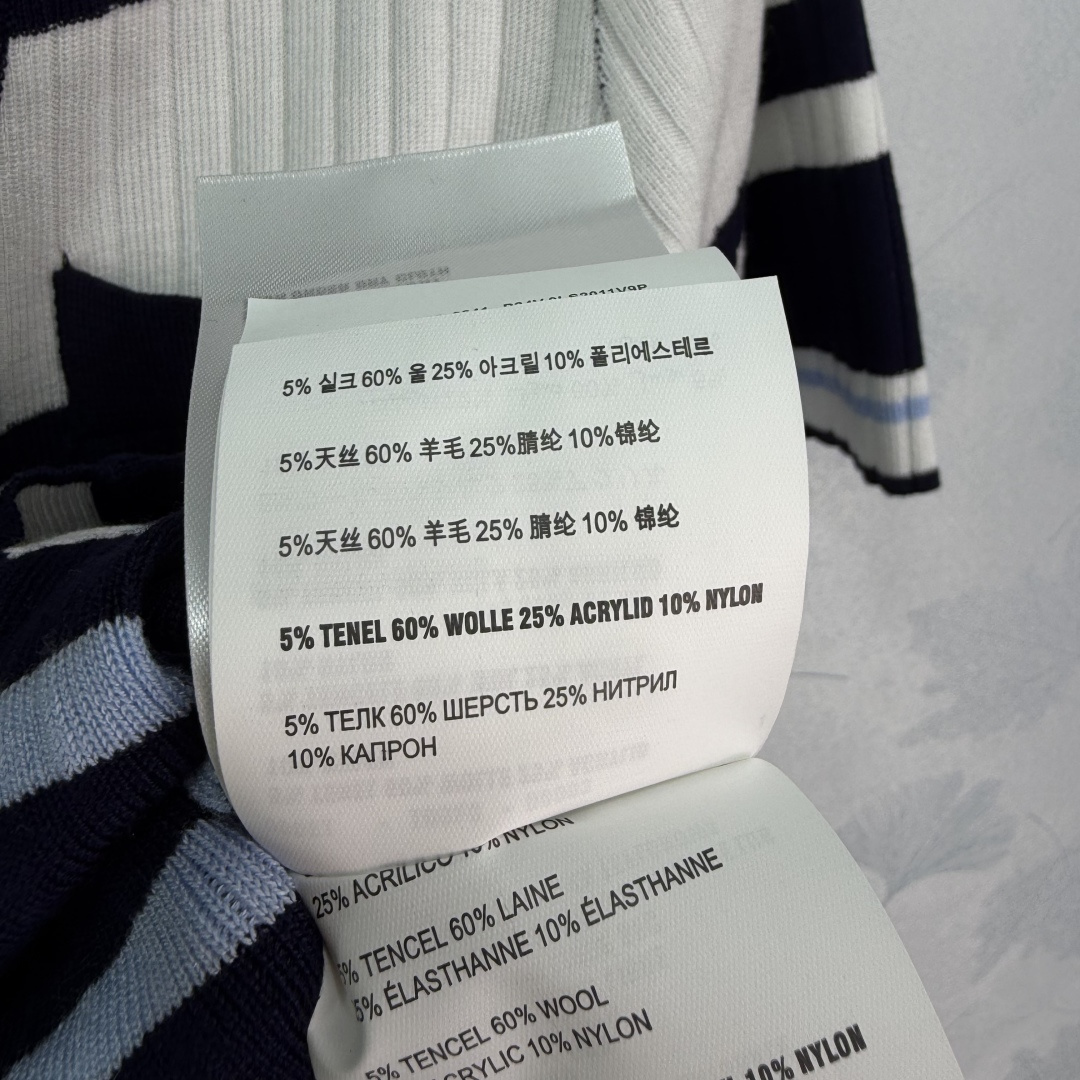 5% 실크 60% 울 25% 아크릴 10% 폴리에스테르
5%天丝 60% 羊毛 25%腈纶 10%锦纶
5%天丝 60% 羊毛 25% 腈纶 10% 锦纶
5% TENEL 60% WOLLE 25% ACRYLID 10% NYLON
5% ТЕЛК 60% ШЕРСТЬ 25% НИТРИЛ
10% КАПРОН
25% ACRILICO 10% NYLON
5% TENCEL 60% LAINE
5% ÉLASTHANNE 10% ÉLASTHANNE
5% TENCEL 60% WOOL
ACRYLIC 10% NYLON
10% NYLON